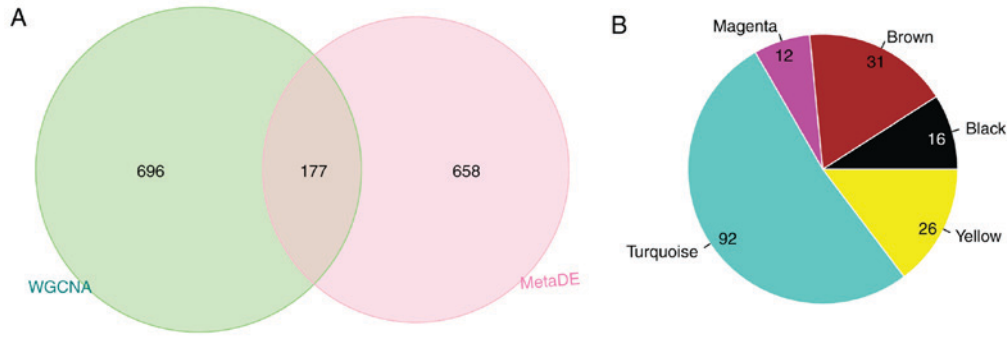 A
696
177
658
WGCNA
MetaDE
B
Magenta
12
Brown
31
Black
16
Yellow
26
Turquoise
92